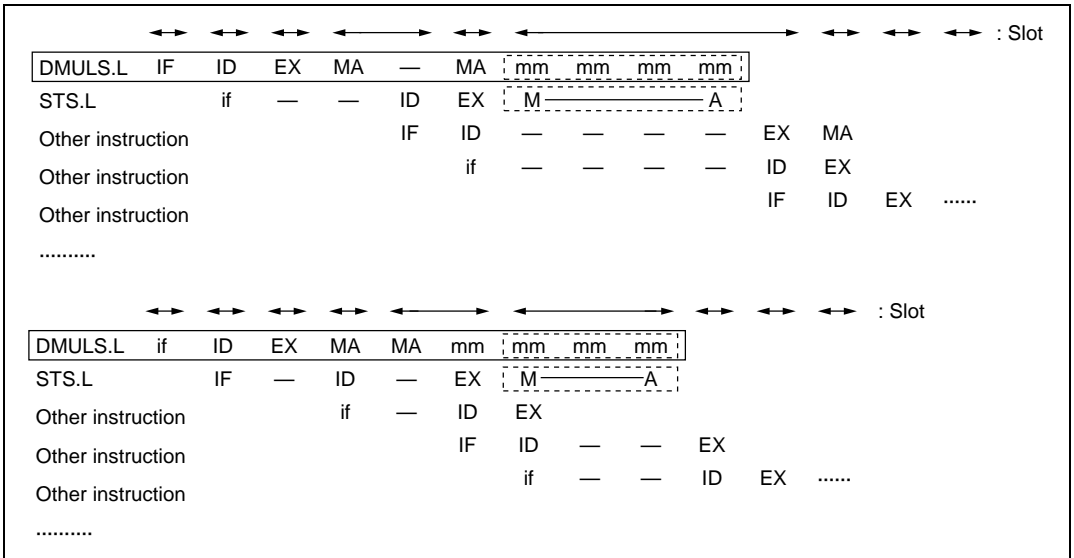 : Slot
DMULS.L IF ID EX MA — MA mm mm mm mm
STS.L if — — ID EX M A
Other instruction IF ID — — — — EX MA
Other instruction if — — — — ID EX
Other instruction IF ID EX ······
··········
: Slot
DMULS.L if ID EX MA MA mm mm mm mm
STS.L IF — ID — EX M A
Other instruction if — ID EX
Other instruction IF ID — — EX
Other instruction if — — ID EX ······
··········